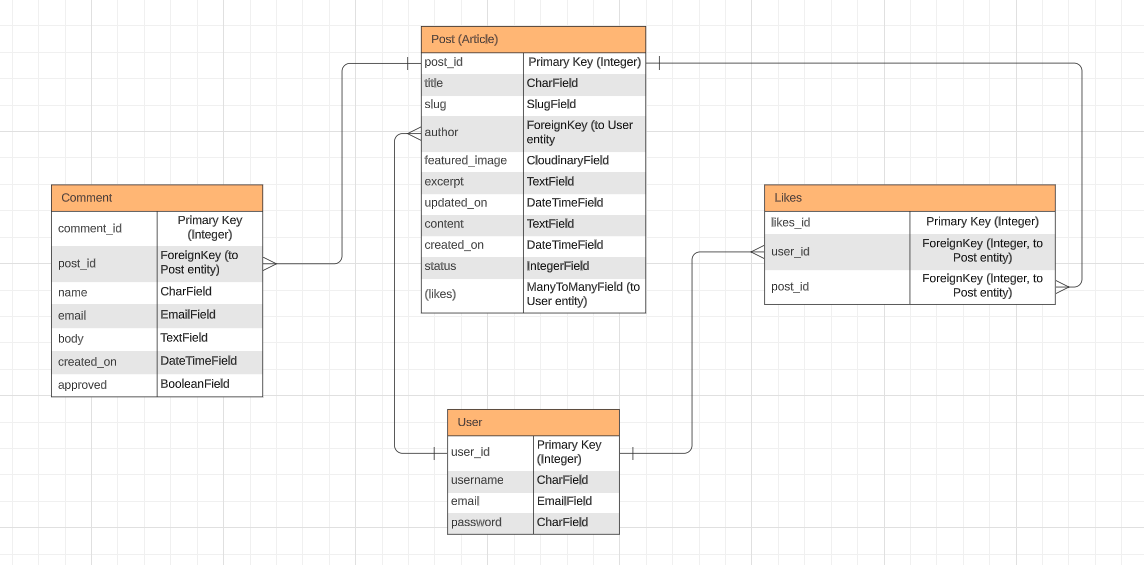 Post (Article)
post_id Primary Key (Integer)
title CharField
slug SlugField
author ForeignKey (to User
entity
featured_image CloudinaryField
excerpt TextField
updated_on DateTimeField
content TextField
created_on DateTimeField
status IntegerField
(likes) ManyToManyField (to
User entity)
Comment
comment_id Primary Key
(Integer)
post_id ForeignKey (to
Post entity)
name CharField
email EmailField
body TextField
created_on DateTimeField
approved BooleanField
Likes
likes_id Primary Key (Integer)
user_id ForeignKey (Integer, to
Post entity)
post_id ForeignKey (Integer, to
Post entity)
User
user_id Primary Key
(Integer)
username CharField
email EmailField
password CharField